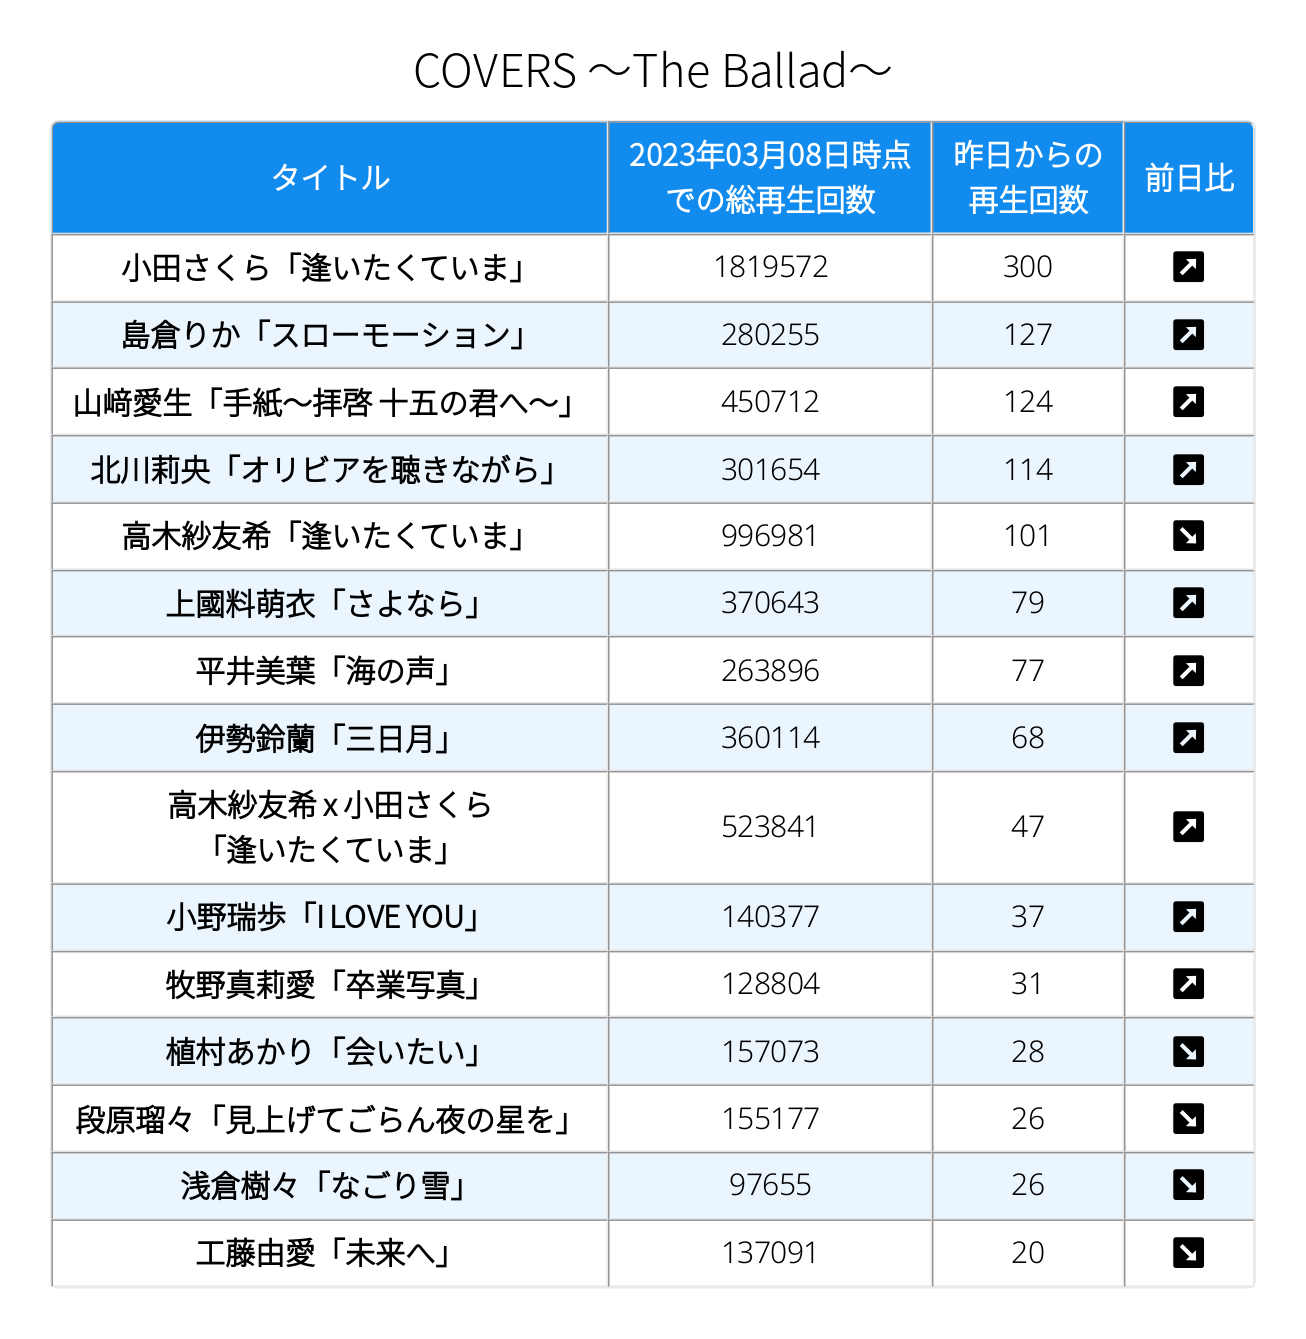 COVERS ～The Ballad～
タイトル
2023年03月08日時点
での総再生回数
昨日からの
再生回数
前日比
小田さくら「逢いたくていま」 1819572 300 ↗
島倉りか「スローモーション」 280255 127 ↗
山﨑愛生「手紙～拝啓 十五の君へ～」 450712 124 ↗
北川莉央「オリビアを聴きながら」 301654 114 ↗
高木紗友希「逢いたくていま」 996981 101 ↘
上國料萌衣「さよなら」 370643 79 ↗
平井美葉「海の声」 263896 77 ↗
伊勢鈴蘭「三日月」 360114 68 ↗
高木紗友希 x 小田さくら
「逢いたくていま」 523841 47 ↗
小野瑞歩「I LOVE YOU」 140377 37 ↗
牧野真莉愛「卒業写真」 128804 31 ↗
植村あかり「会いたい」 157073 28 ↘
段原瑠々「見上げてごらん夜の星を」 155177 26 ↘
浅倉樹々「なごり雪」 97655 26 ↘
工藤由愛「未来へ」 137091 20 ↘